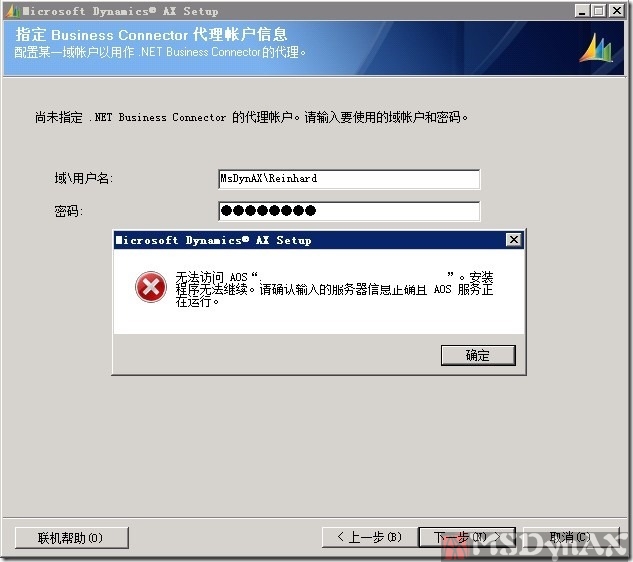 Microsoft Dynamics® AX Setup
指定 Business Connector 代理帐户信息
配置某一域帐户以用作 .NET Business Connector的代理。
尚未指定 .NET Business Connector 的代理帐户。请输入要使用的域帐户和密码。
域\用户名:
MsDynAX\Reinhard
密码:
●●●●●●●●
Microsoft Dynamics® AX Setup
无法访问 AOS“ ”。安装
程序无法继续。请确认输入的服务器信息正确且 AOS 服务正
在运行。
确定
联机帮助(O)
< 上一步(B)
下一步(N) >
取消(C)
MSDynAX